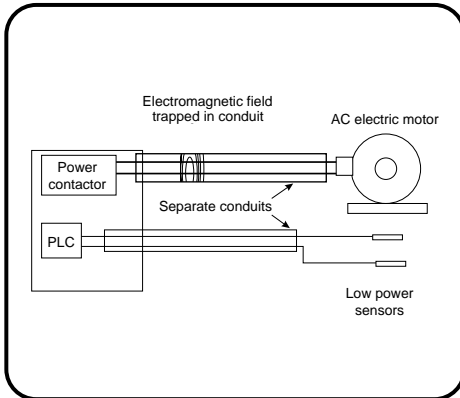 Electromagnetic field
trapped in conduit
AC electric motor
Power
contactor
Separate conduits
PLC
Low power
sensors